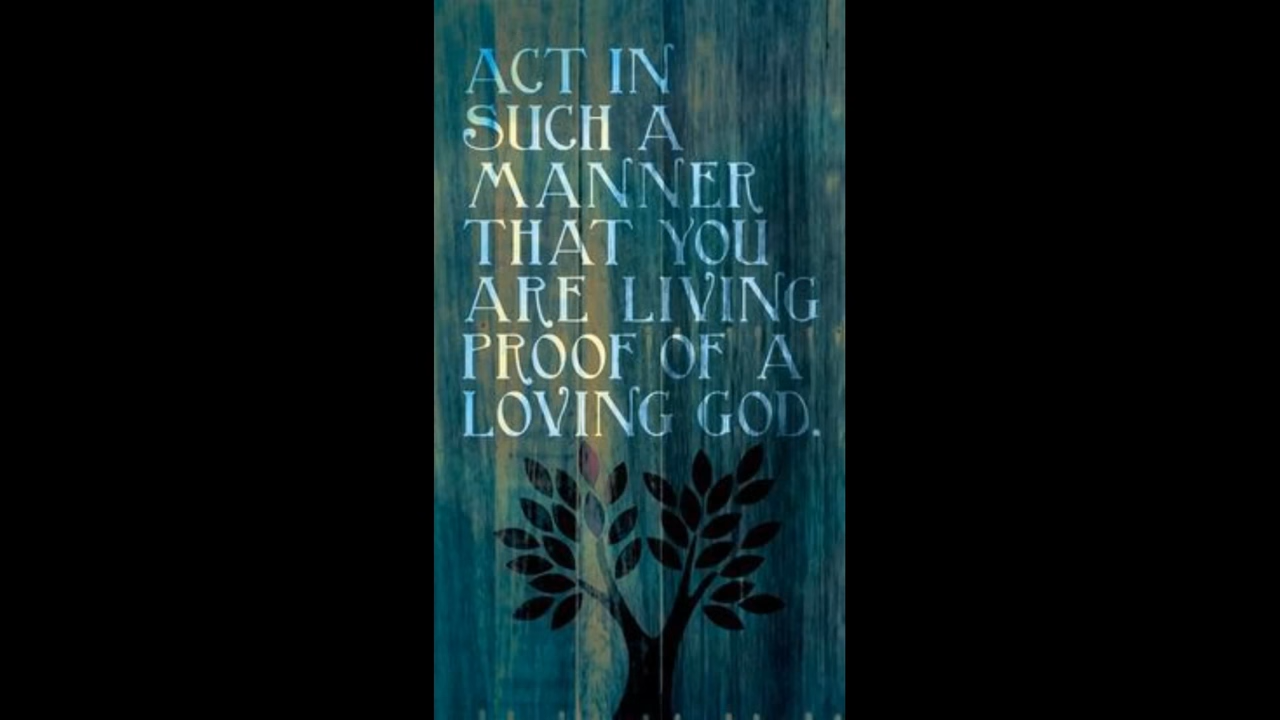 ACT IN
SUCH A
MANNER
THAT YOU
ARE LIVING
PROOF OF A
LOVING GOD.